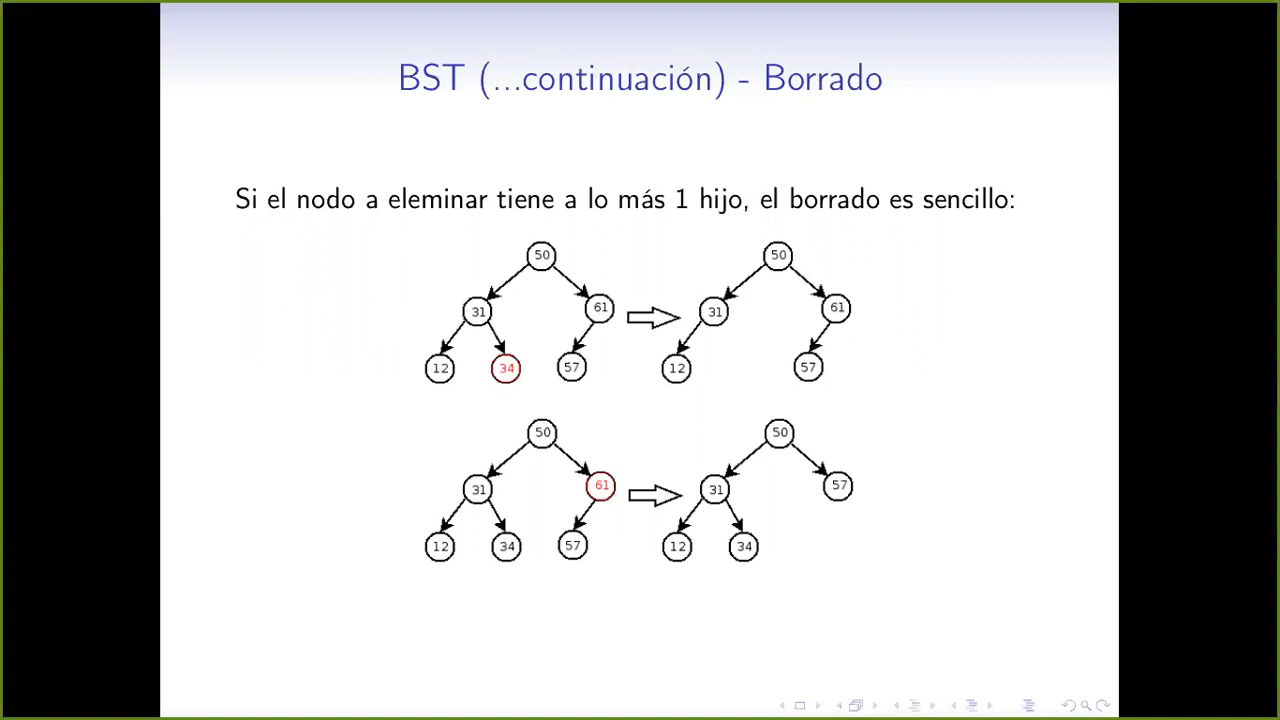 BST (...continuación) - Borrado
Si el nodo a eleminar tiene a lo más 1 hijo, el borrado es sencillo:
50 50
31 61 31 61
12 34 57 12 57
50 50
31 61 31 57
12 34 57 12 34